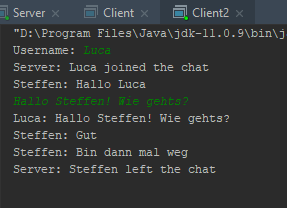 Server Client Client2
"D:\Program Files\Java\jdk-11.0.9\bin\j
Username: Luca
Server: Luca joined the chat
Steffen: Hallo Luca
Hallo Steffen! Wie gehts?
Luca: Hallo Steffen! Wie gehts?
Steffen: Gut
Steffen: Bin dann mal weg
Server: Steffen left the chat